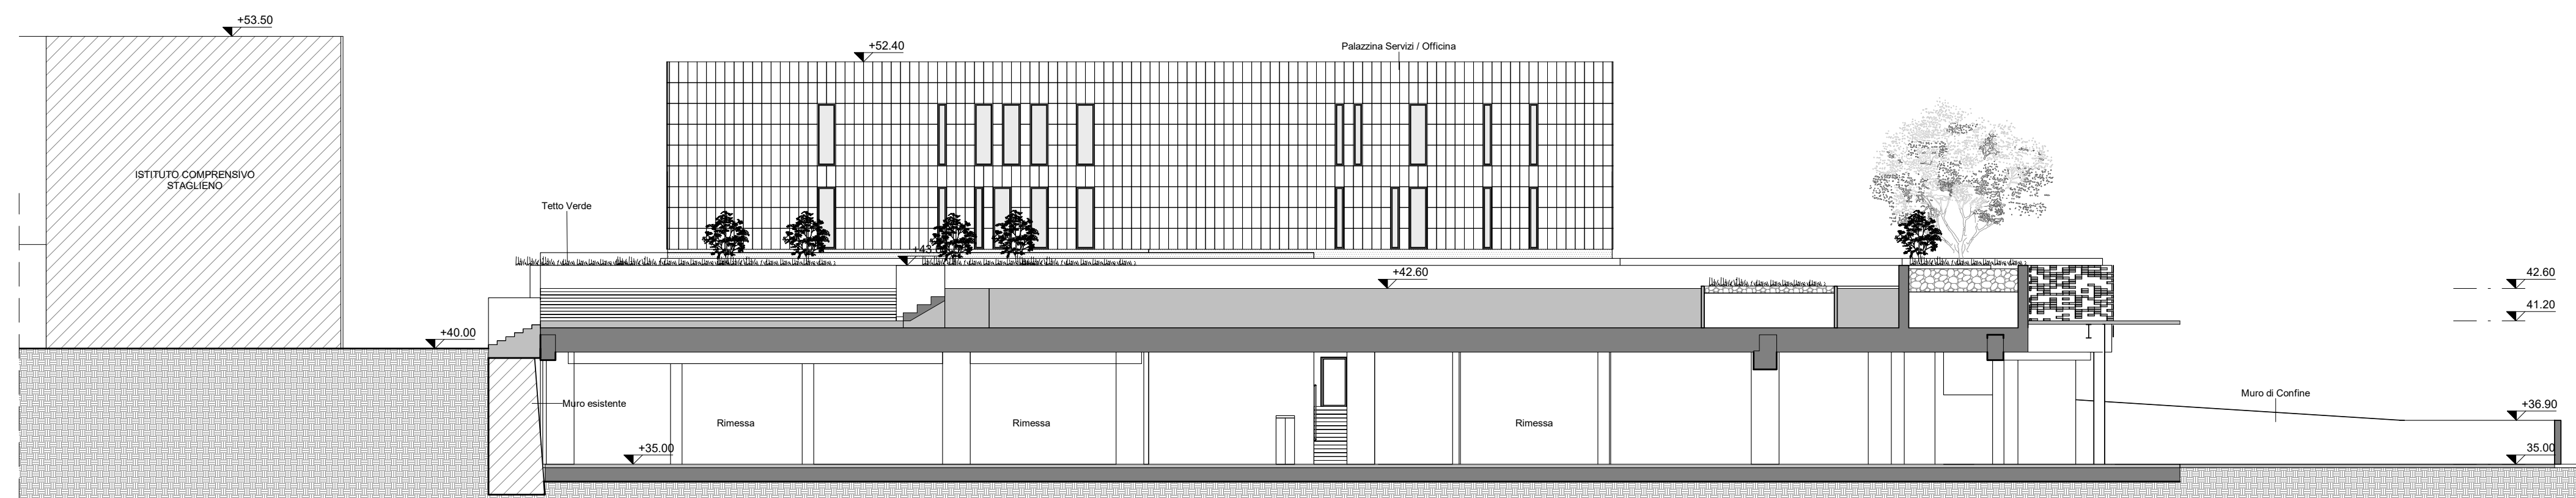 +53.50
+52.40
Palazzina Servizi / Officina
ISTITUTO COMPRENSIVO
STAGLIENO
Tetto Verde
+42.60
42.60
41.20
+40.00
Muro esistente
Muro di Confine
+36.90
Rimessa
Rimessa
Rimessa
+35.00
35.00